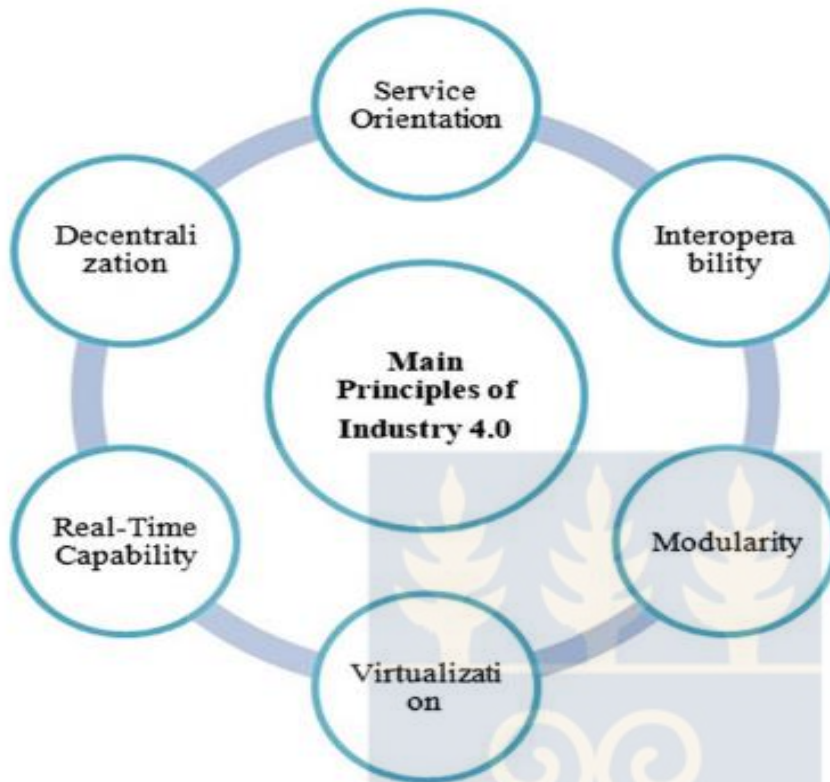 Service
Orientation
Interopera
bility
Modularity
Virtualizati
on
Real-Time
Capability
Decentrali
zation
Main
Principles of
Industry 4.0